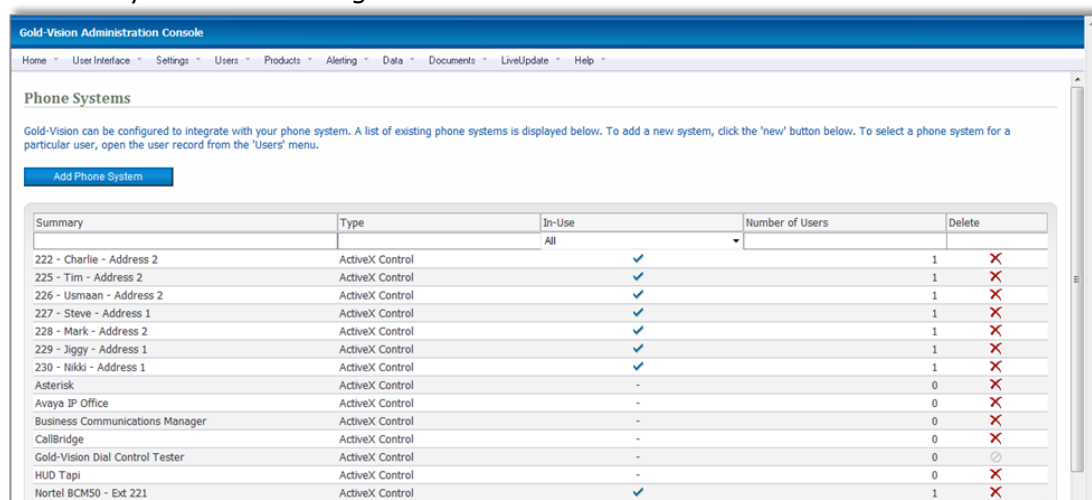 Gold-Vision Administration Console
Home User Interface Settings Users Products Alerting Data Documents LiveUpdate Help
Phone Systems
Gold-Vision can be configured to integrate with your phone system. A list of existing phone systems is displayed below. To add a new system, click the 'new' button below. To select a phone system for a
particular user, open the user record from the 'Users' menu.
Add Phone System
Summary Type In-Use Number of Users Delete
All
222 - Charlie - Address 2 ActiveX Control 1
225 - Tim - Address 2 ActiveX Control 1
226 - Usmaan - Address 2 ActiveX Control 1
227 - Steve - Address 1 ActiveX Control 1
228 - Mark - Address 2 ActiveX Control 1
229 - Jiggy - Address 1 ActiveX Control 1
230 - Nikki - Address 1 ActiveX Control 1
Asterisk ActiveX Control - 0
Avaya IP Office ActiveX Control - 0
Business Communications Manager ActiveX Control - 0
CallBridge ActiveX Control - 0
Gold-Vision Dial Control Tester ActiveX Control - 0
HUD Tapi ActiveX Control - 0
Nortel BCM50 - Ext 221 ActiveX Control 1